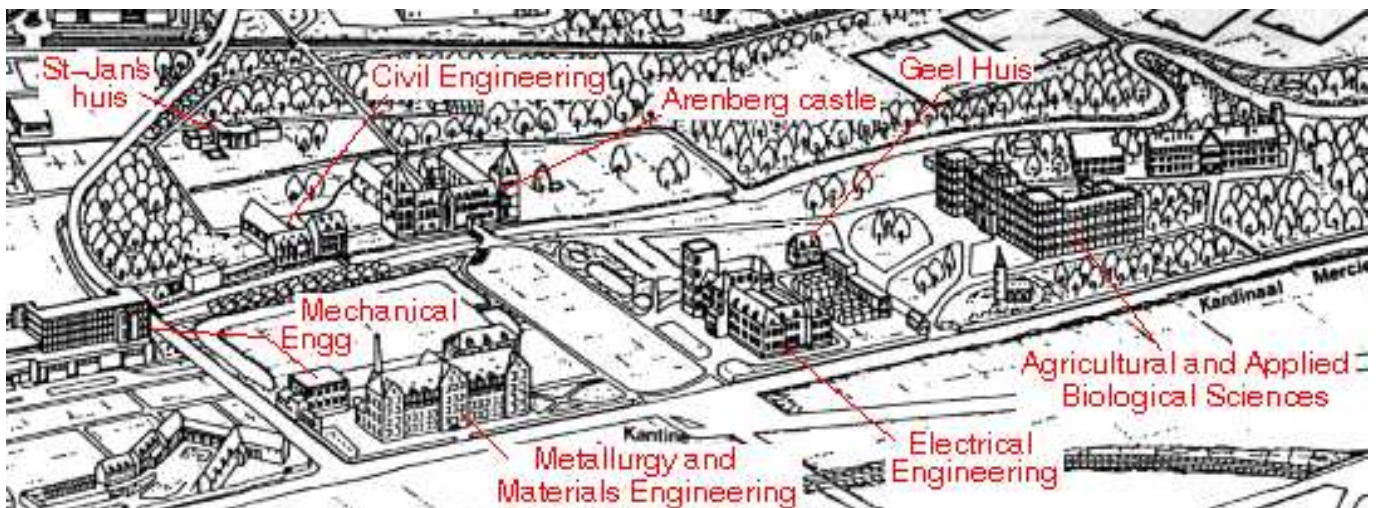 St-Jan's
huis
Civil Engineering
Arenberg castle
Geel Huis
Kardinaal Mercie
Mechanical
Engg
Agricultural and Applied
Biological Sciences
Kantine
Metallurgy and
Materials Engineering
Electrical
Engineering